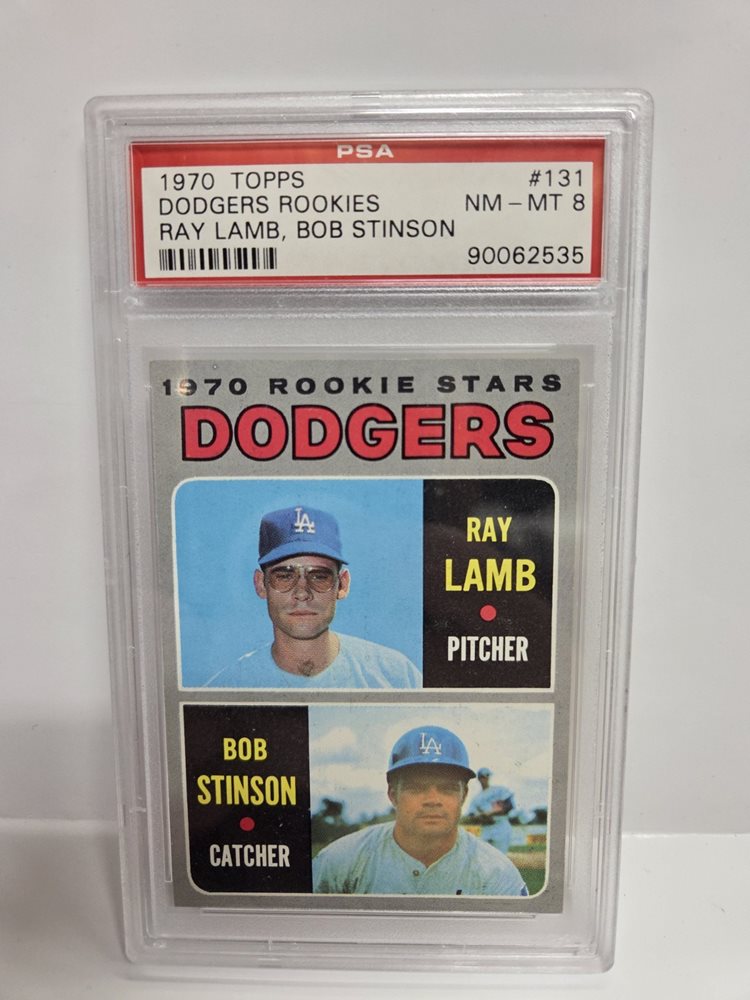 PSA
1970 TOPPS #131
DODGERS ROOKIES NM - MT 8
RAY LAMB, BOB STINSON
90062535
1970 ROOKIE STARS
DODGERS
LA
RAY
LAMB
PITCHER
BOB
STINSON
CATCHER
LA